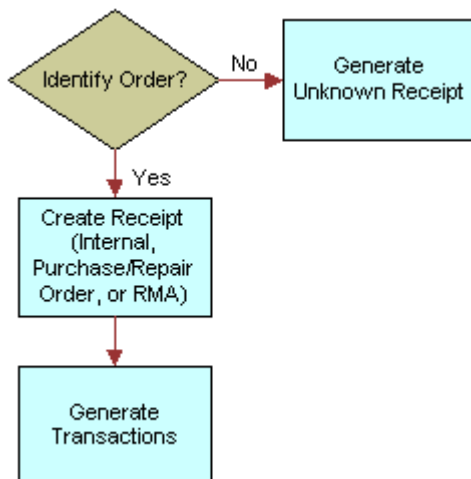 Identify Order?
No
Generate
Unknown Receipt
Yes
Create Receipt
(Internal,
Purchase/Repair
Order, or RMA)
Generate
Transactions